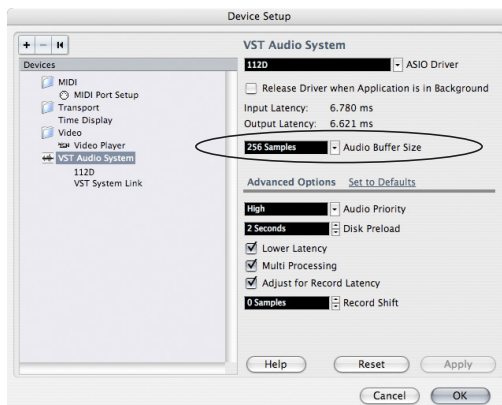 Device Setup
Devices
MIDI
MIDI Port Setup
Transport
Time Display
Video
Video Player
VST Audio System
112D
VST System Link
VST Audio System
112D ASIO Driver
Release Driver when Application is in Background
Input Latency: 6.780 ms
Output Latency: 6.621 ms
256 Samples Audio Buffer Size
Advanced Options Set to Defaults
High Audio Priority
2 Seconds Disk Preload
Lower Latency
Multi Processing
Adjust for Record Latency
0 Samples Record Shift
Help Reset Apply
Cancel OK